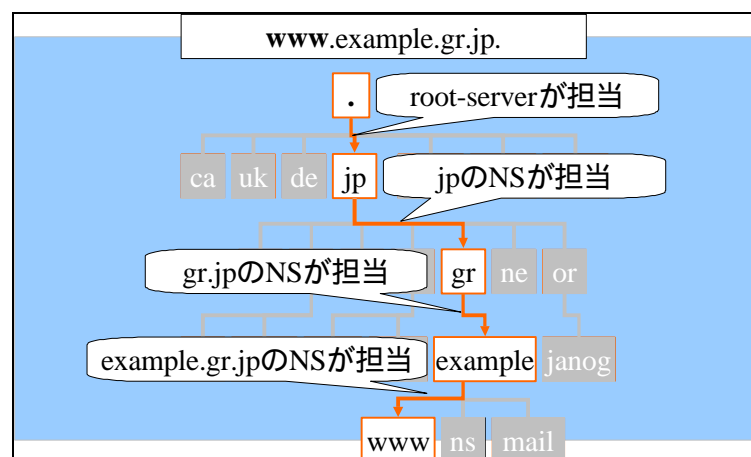 www.example.gr.jp.
.
root-serverが担当
ca uk de jp
jpのNSが担当
gr.jpのNSが担当
gr ne or
example.gr.jpのNSが担当
example janog
www ns mail